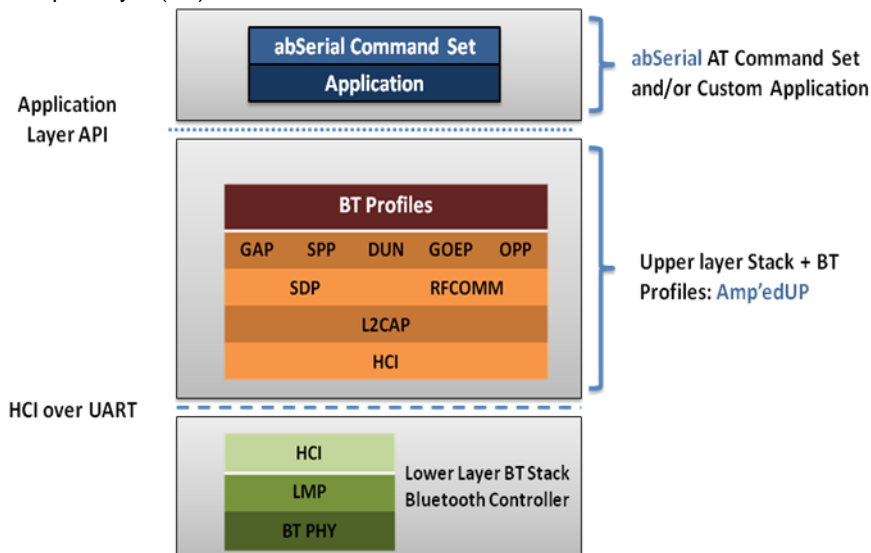 abSerial Command Set
Application
abSerial AT Command Set
and/or Custom Application
Application
Layer API
BT Profiles
GAP SPP DUN GOEP OPP
SDP RFCOMM
L2CAP
HCI
Upper layer Stack + BT
Profiles: Amp'edUP
HCI over UART
HCI
LMP
BT PHY
Lower Layer BT Stack
Bluetooth Controller